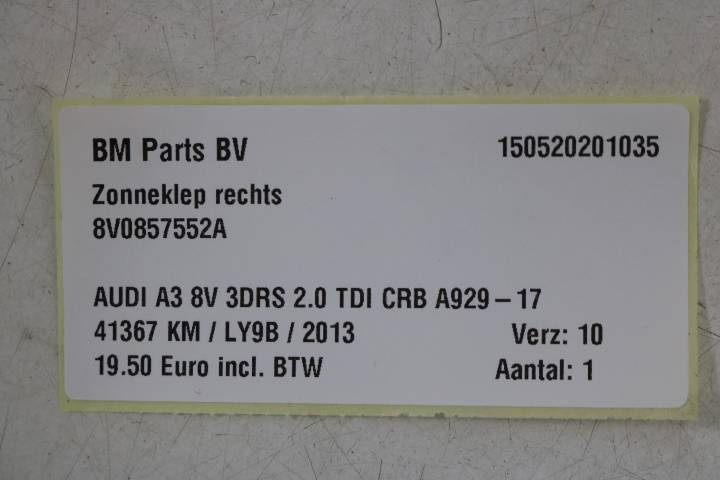 BM Parts BV 150520201035
Zonneklep rechts
8V0857552A
AUDI A3 8V 3DRS 2.0 TDI CRB A929 – 17
41367 KM / LY9B / 2013 Verz: 10
19.50 Euro incl. BTW Aantal: 1